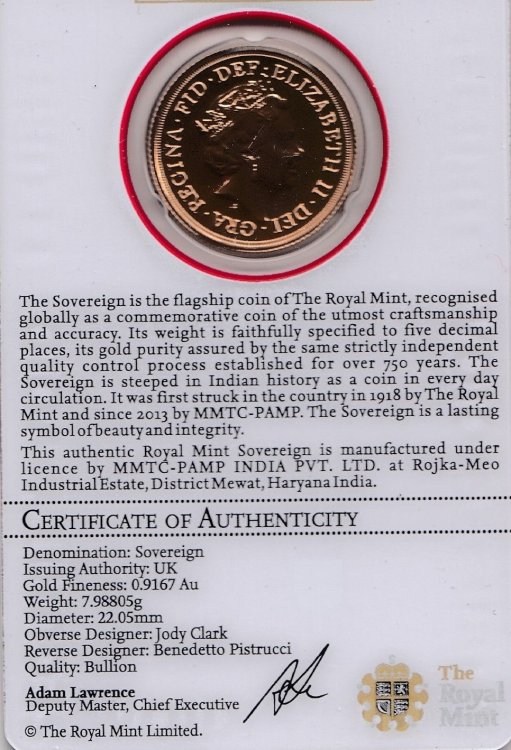 ELIZABETH II · DEI · GRA · REGINA · FID · DEF ·
The Sovereign is the flagship coin of The Royal Mint, recognised
globally as a commemorative coin of the utmost craftsmanship
and accuracy. Its weight is faithfully specified to five decimal
places, its gold purity assured by the same strictly independent
quality control process established for over 750 years. The
Sovereign is steeped in Indian history as a coin in every day
circulation. It was first struck in the country in 1918 by The Royal
Mint and since 2013 by MMTC-PAMP. The Sovereign is a lasting
symbol of beauty and integrity.
This authentic Royal Mint Sovereign is manufactured under
licence by MMTC-PAMP INDIA PVT. LTD. at Rojka-Meo
Industrial Estate, District Mewat, Haryana India.
CERTIFICATE OF AUTHENTICITY
Denomination: Sovereign
Issuing Authority: UK
Gold Fineness: 0.9167 Au
Weight: 7.98805g
Diameter: 22.05mm
Obverse Designer: Jody Clark
Reverse Designer: Benedetto Pistrucci
Quality: Bullion
Adam Lawrence
Deputy Master, Chief Executive
© The Royal Mint Limited.
The
Royal
Mint